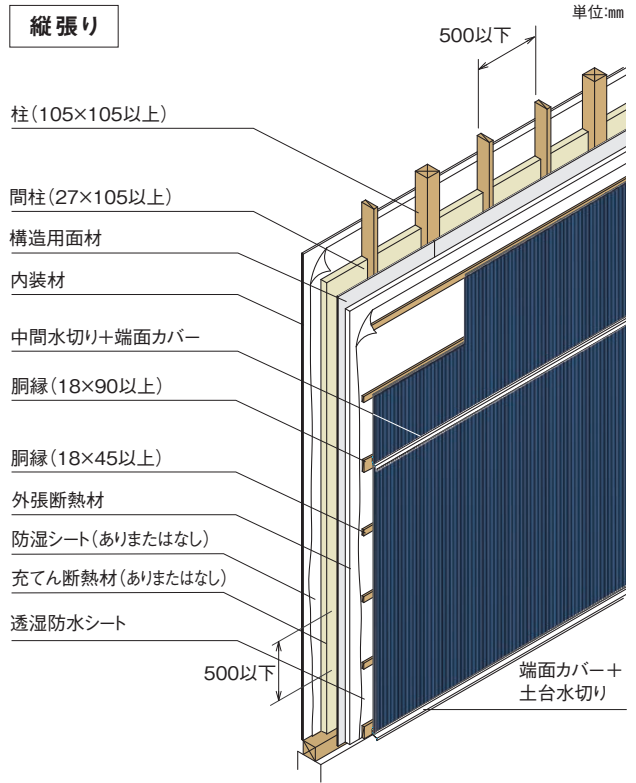 縦張り
単位:㎜
500以下
柱(105×105以上)
間柱(27×105以上)
構造用面材
内装材
中間水切り+端面カバー
胴縁(18×90以上)
胴縁(18×45以上)
外張断熱材
防湿シート(ありまたはなし)
充てん断熱材(ありまたはなし)
透湿防水シート
500以下
端面カバー+
土台水切り